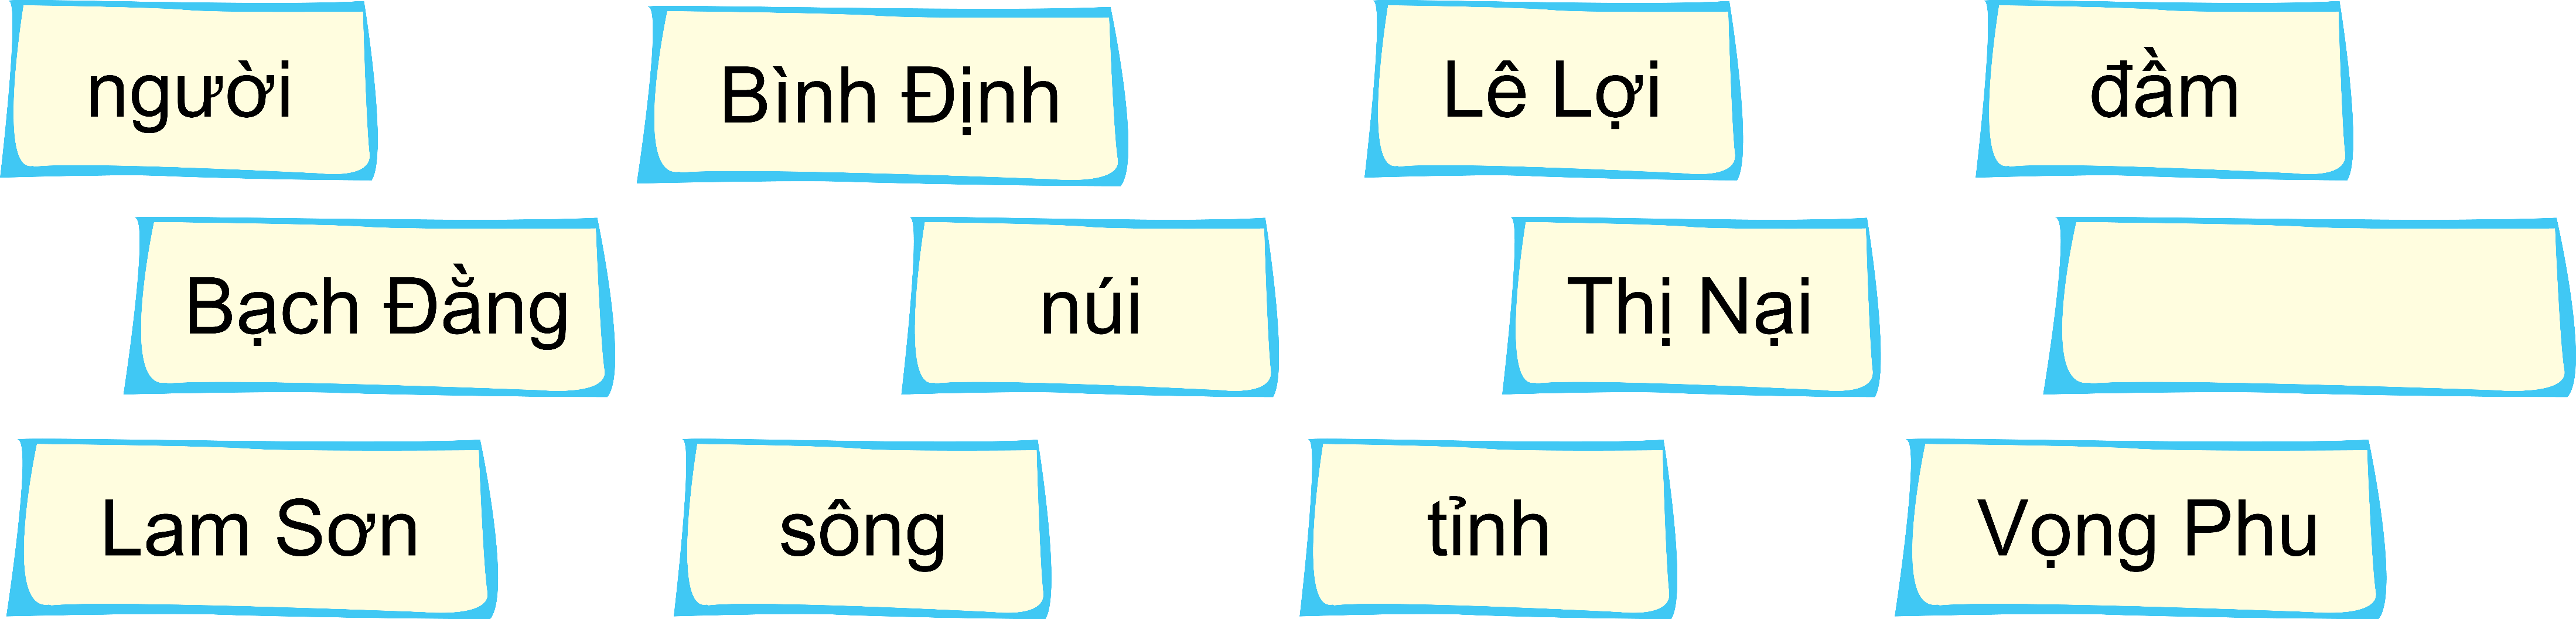 người
Bình Định
Lê Lợi
đầm
Bạch Đằng
núi
Thị Nại
Lam Sơn
sông
tỉnh
Vọng Phu